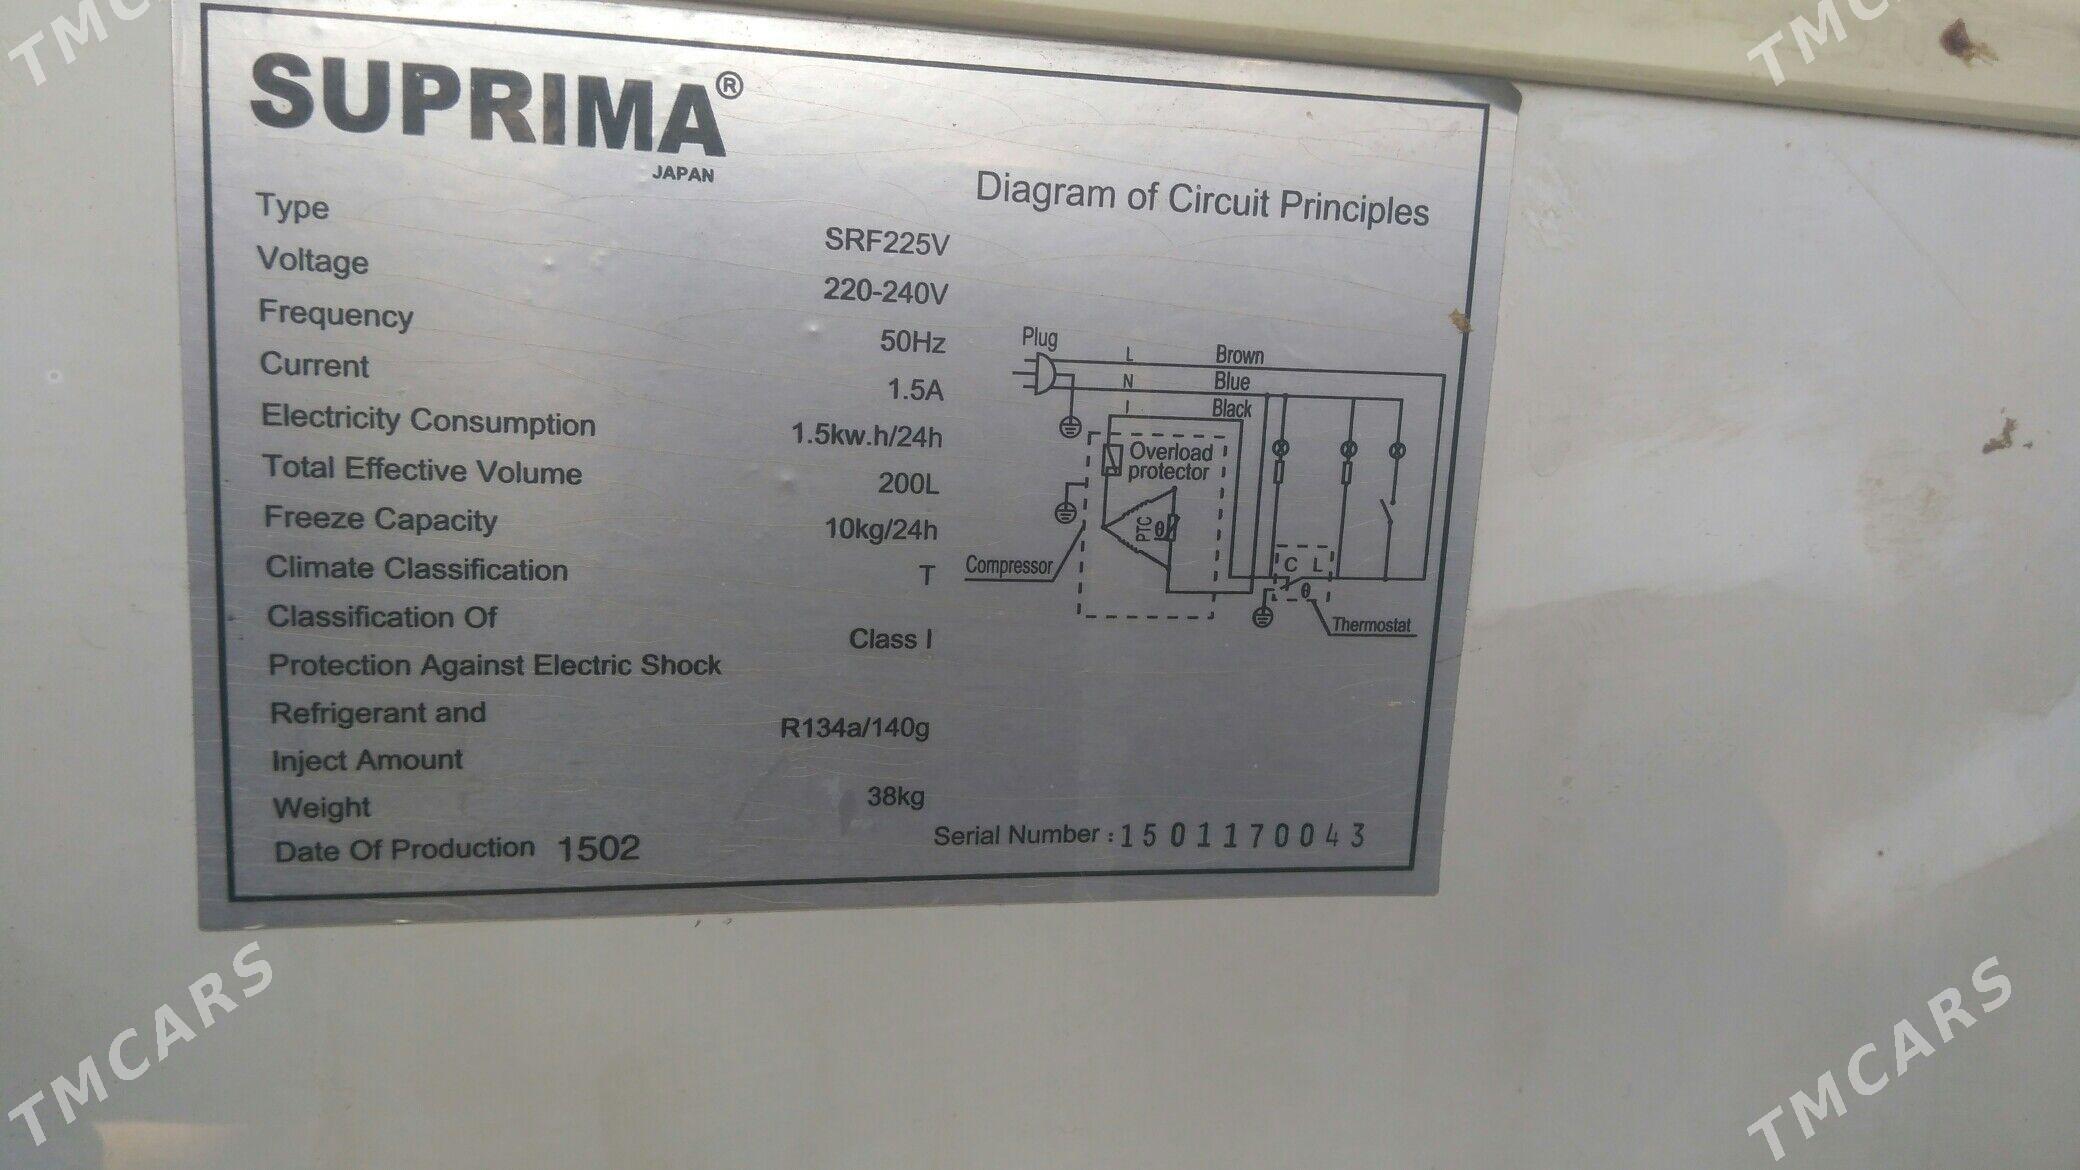 SUPRIMA®
JAPAN
Type SRF225V
Voltage 220-240V
Frequency 50Hz
Current 1.5A
Electricity Consumption 1.5kw.h/24h
Total Effective Volume 200L
Freeze Capacity 10kg/24h
Climate Classification T
Classification Of
Protection Against Electric Shock Class I
Refrigerant and
Inject Amount R134a/140g
Weight 38kg
Date Of Production 1502
Diagram of Circuit Principles
Plug
L Brown
N Blue
I Black
Overload
protector
PTC θ
Compressor
C L
θ
Thermostat
Serial Number : 1501170043
TMCARS
TMCARS
TMCARS
TMCARS